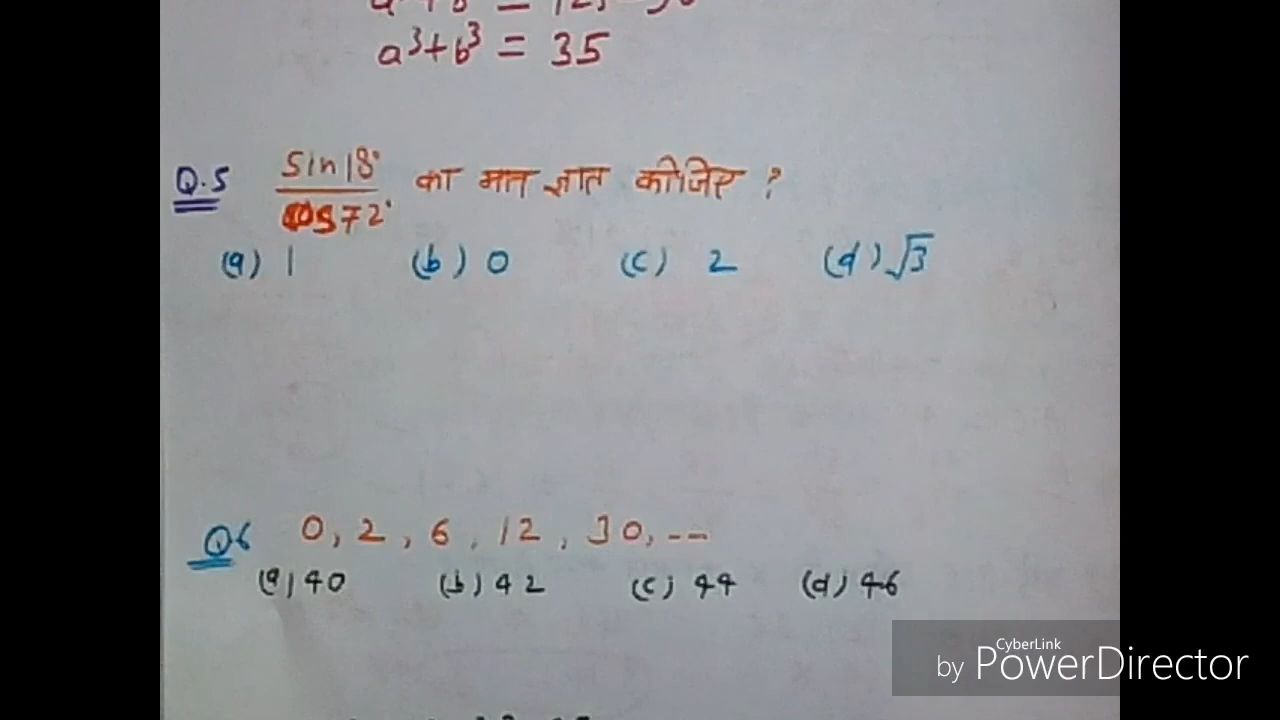 a³+b³ = 35
Q.5 sin18° का मान ज्ञात कीजिए ?
cos72°
(a) 1 (b) 0 (c) 2 (d) √3
Q6 0, 2, 6, 12, 30, --
(a) 40 (b) 42 (c) 44 (d) 46
CyberLink
by PowerDirector